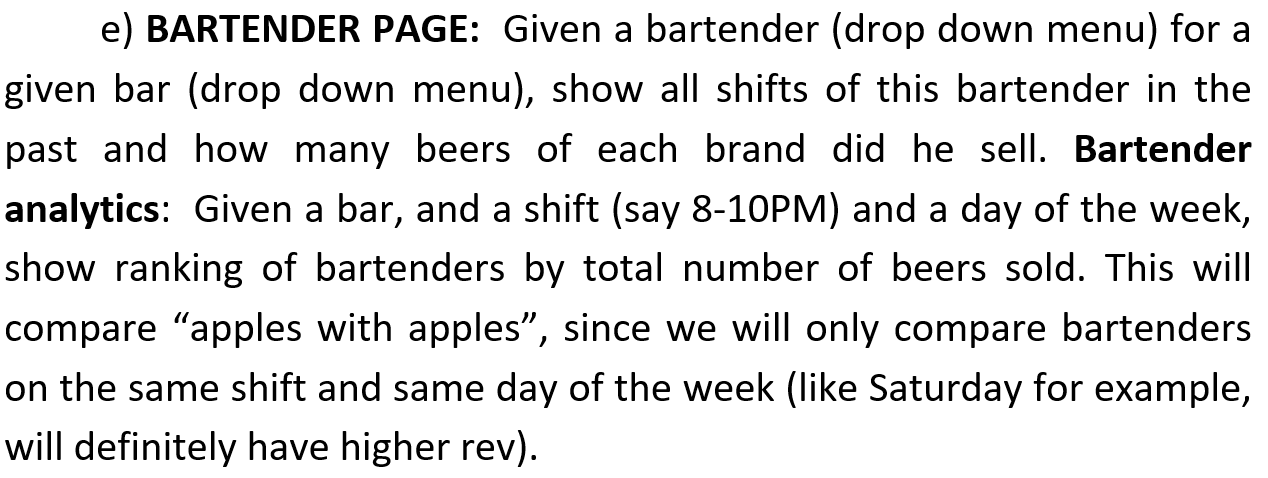 e) BARTENDER PAGE: Given a bartender (drop down menu) for a
given bar (drop down menu), show all shifts of this bartender in the
past and how many beers of each brand did he sell. Bartender
analytics: Given a bar, and a shift (say 8-10PM) and a day of the week,
show ranking of bartenders by total number of beers sold. This will
compare “apples with apples”, since we will only compare bartenders
on the same shift and same day of the week (like Saturday for example,
will definitely have higher rev).